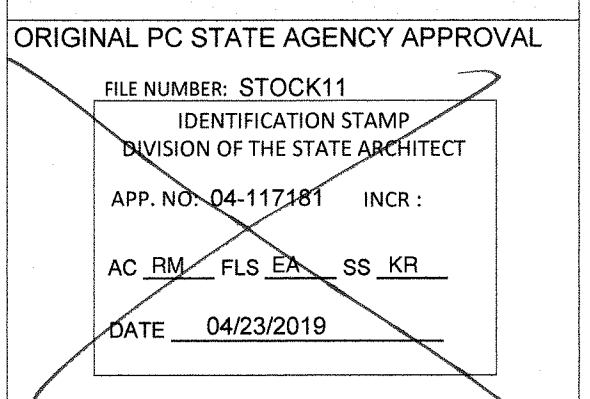 ORIGINAL PC STATE AGENCY APPROVAL
FILE NUMBER: STOCK11
IDENTIFICATION STAMP
DIVISION OF THE STATE ARCHITECT
APP. NO: 04-117181 INCR :
AC RM FLS EA SS KR
DATE 04/23/2019